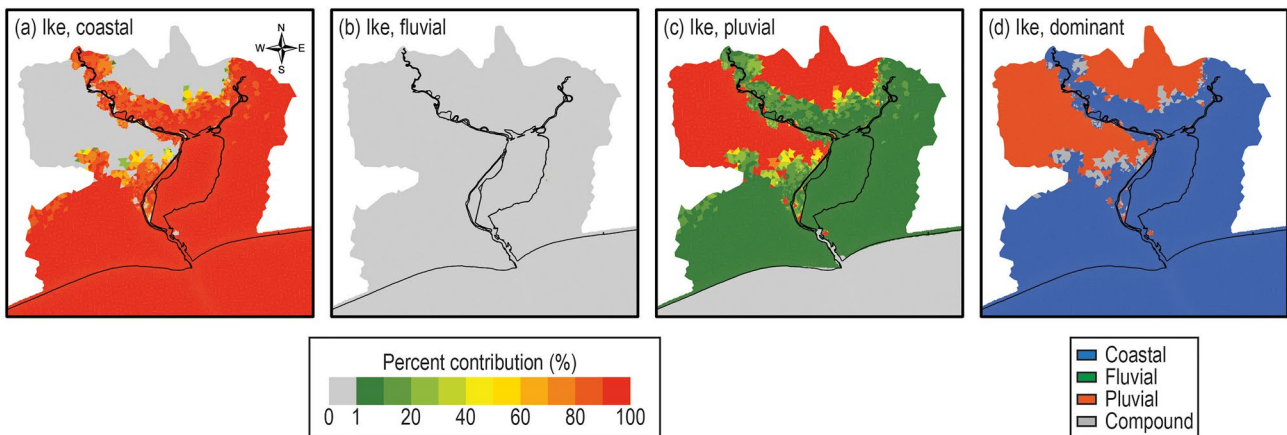 (a) Ike, coastal
N
W E
S
(b) Ike, fluvial
(c) Ike, pluvial
(d) Ike, dominant
Percent contribution (%)
0 1 20 40 60 80 100
Coastal
Fluvial
Pluvial
Compound